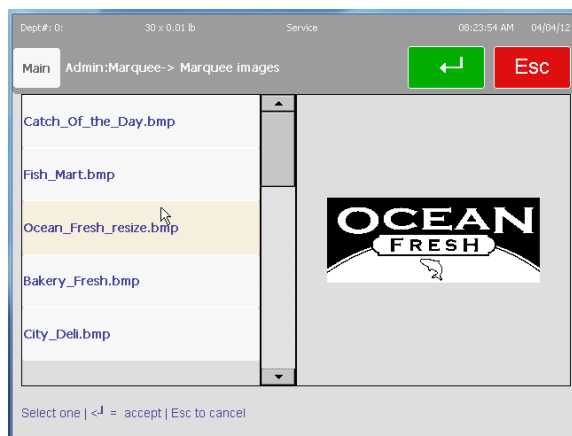 Dept#: 0: 30 x 0.01 lb Service 08:23:54 AM 04/04/12
Main Admin:Marquee-> Marquee images Esc
Catch_Of_the_Day.bmp
Fish_Mart.bmp
Ocean_Fresh_resize.bmp
OCEAN
FRESH
Bakery_Fresh.bmp
City_Deli.bmp
Select one | <┘ = accept | Esc to cancel